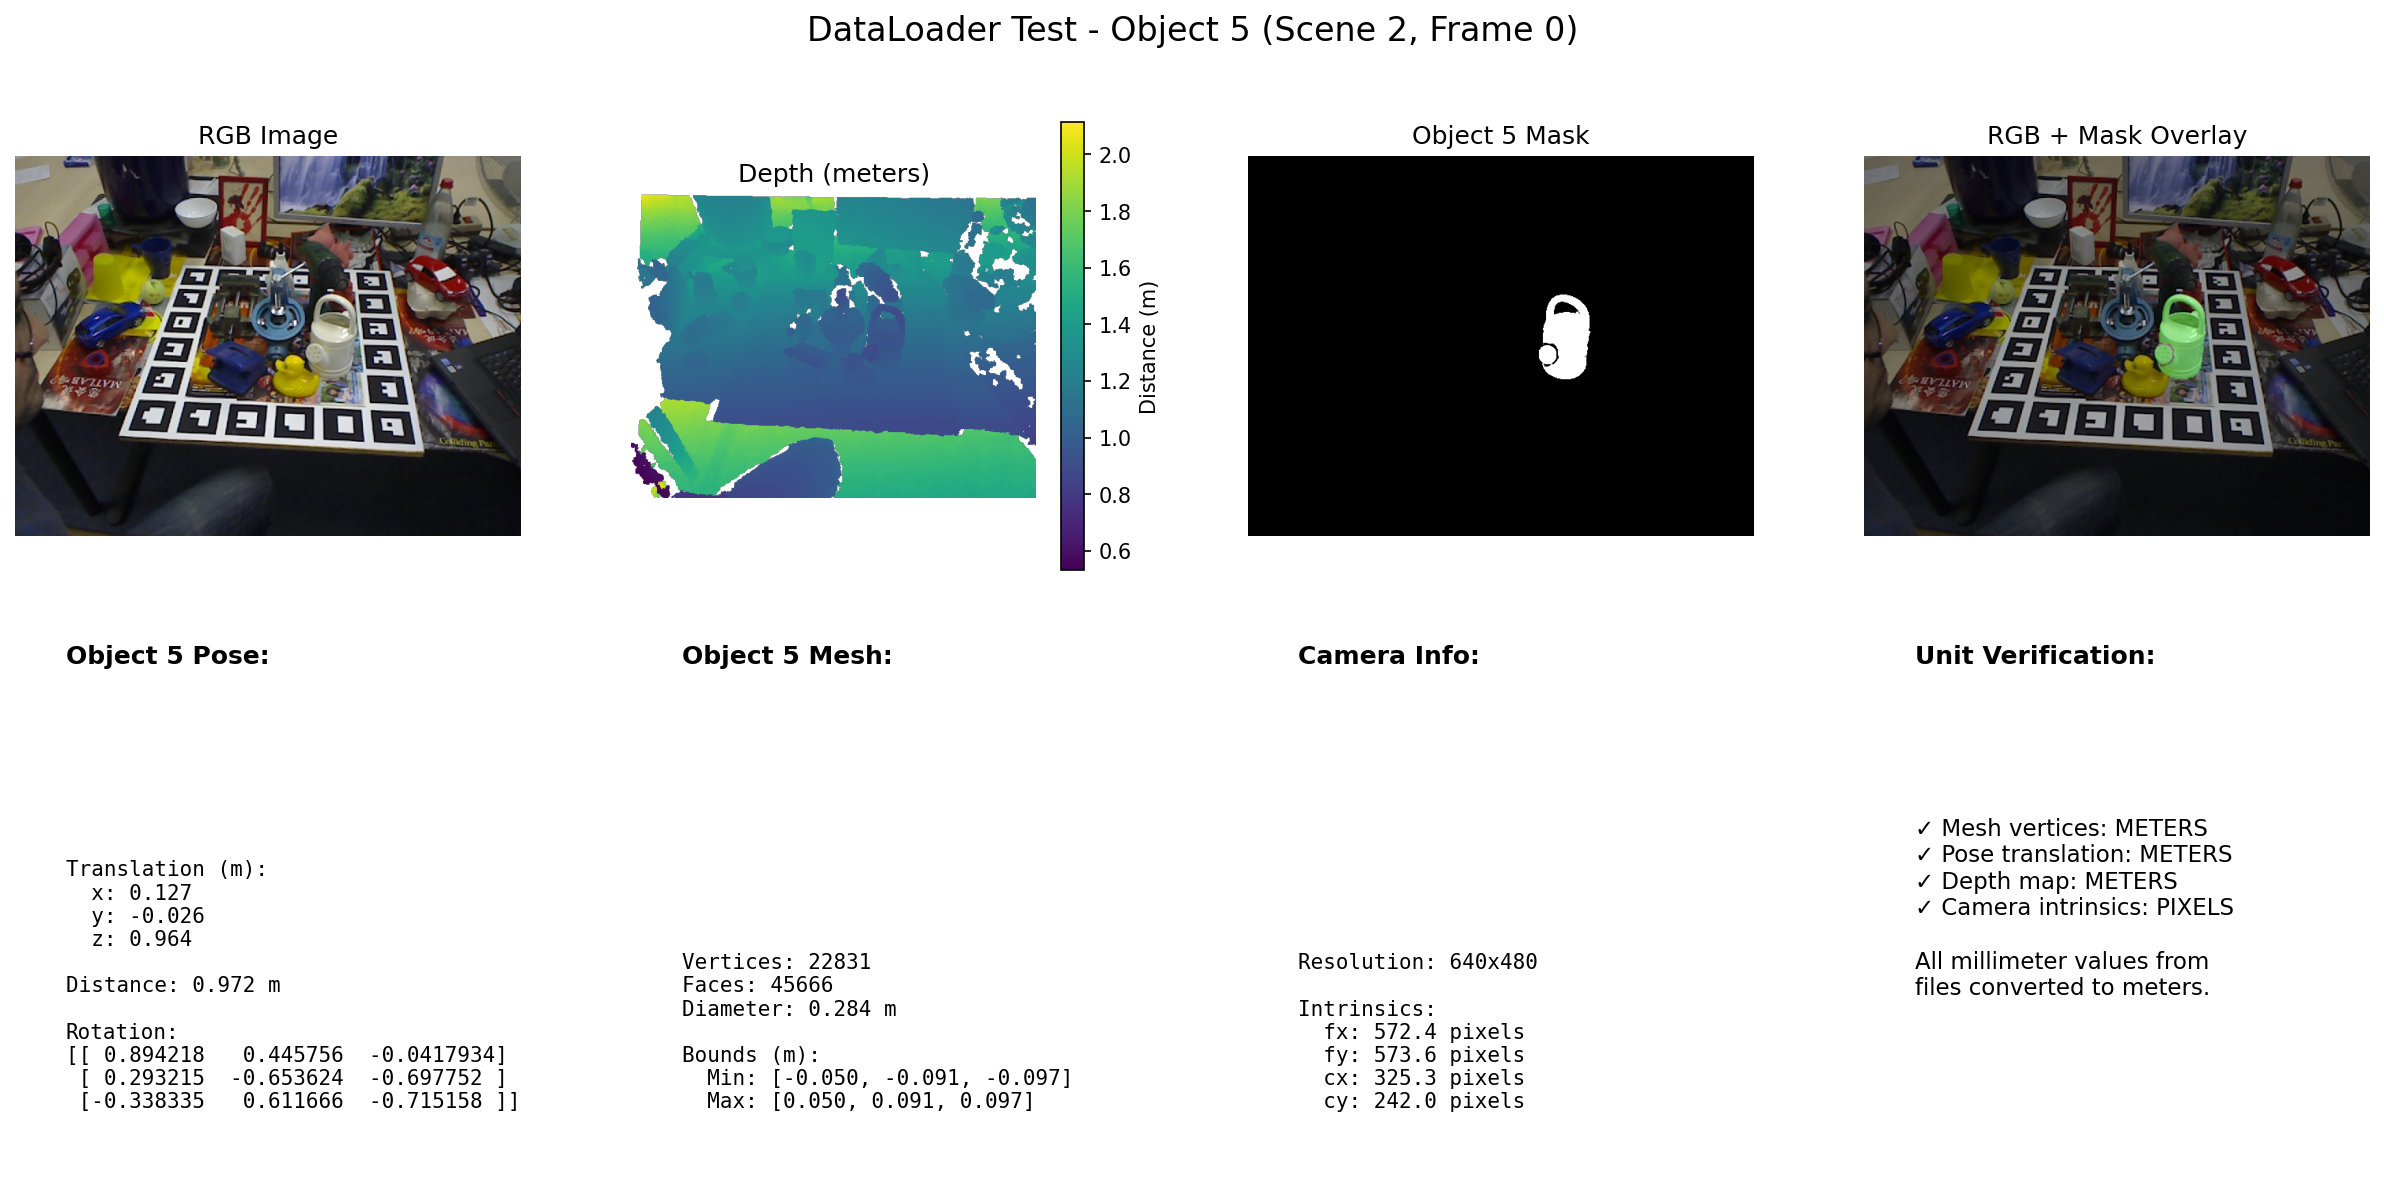 DataLoader Test - Object 5 (Scene 2, Frame 0)
RGB Image
Depth (meters)
2.0
1.8
1.6
1.4
1.2
1.0
0.8
0.6
Distance (m)
Object 5 Mask
RGB + Mask Overlay
MATLAB
Colliding Pa
MATLAB
Colliding Pa
Object 5 Pose:
Translation (m):
x: 0.127
y: -0.026
z: 0.964
Distance: 0.972 m
Rotation:
[[ 0.894218   0.445756  -0.0417934]
[ 0.293215  -0.653624  -0.697752 ]
[-0.338335   0.611666  -0.715158 ]]
Object 5 Mesh:
Vertices: 22831
Faces: 45666
Diameter: 0.284 m
Bounds (m):
Min: [-0.050, -0.091, -0.097]
Max: [0.050, 0.091, 0.097]
Camera Info:
Resolution: 640x480
Intrinsics:
fx: 572.4 pixels
fy: 573.6 pixels
cx: 325.3 pixels
cy: 242.0 pixels
Unit Verification:
✓ Mesh vertices: METERS
✓ Pose translation: METERS
✓ Depth map: METERS
✓ Camera intrinsics: PIXELS
All millimeter values from
files converted to meters.